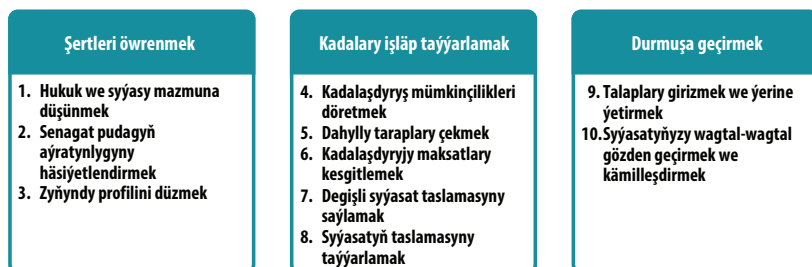 Şertleri öwrenmek
1. Hukuk we syýasy mazmuna
düşünmek
2. Senagat pudagyň
aýratynlygyny
häsiýetlendirmek
3. Zyňyndy profilini düzmek
Kadalary işläp taýýarlamak
4. Kadalaşdyryş mümkinçilikleri
döretmek
5. Dahylly taraplary çekmek
6. Kadalaşdyryjy maksatlary
kesgitlemek
7. Degişli syýasat taslamasyny
saýlamak
8. Syýasatyň taslamasyny
taýýarlamak
Durmuşa geçirmek
9. Talaplary girizmek we ýerine
ýetirmek
10. Syýasatyňyzy wagtal-wagtal
gözden geçirmek we
kämilleşdirmek